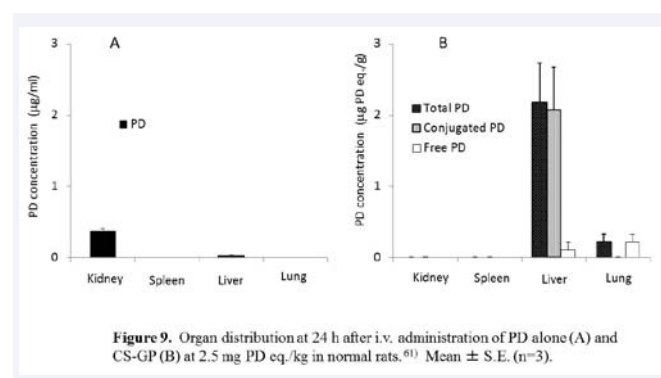 A
3
2
1
0
PD concentration (μg/ml)
PD
Kidney Spleen Liver Lung
B
3
2
1
0
PD concentration (μg PD eq./g)
Total PD
Conjugated PD
Free PD
Kidney Spleen Liver Lung
Figure 9. Organ distribution at 24 h after i.v. administration of PD alone (A) and
CS-GP (B) at 2.5 mg PD eq./kg in normal rats. 61) Mean ± S.E. (n=3).